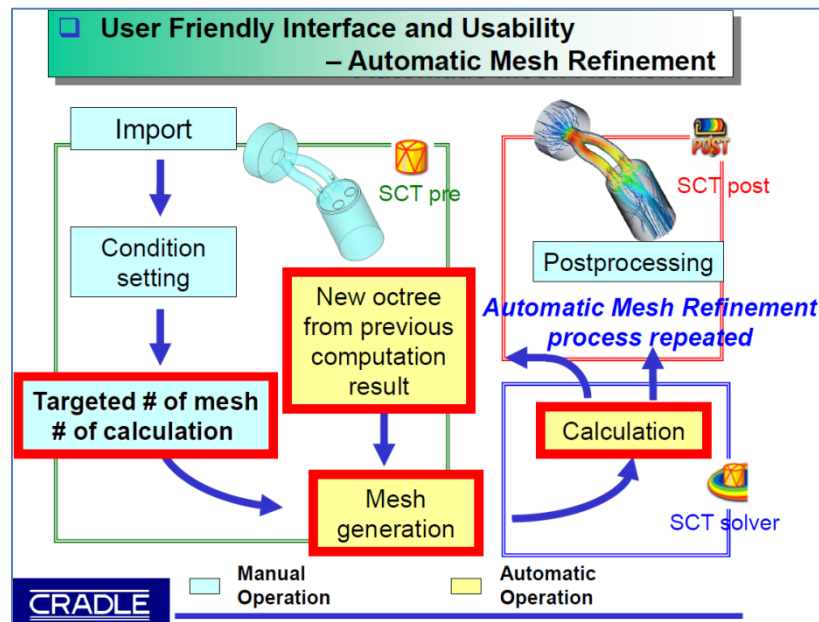 User Friendly Interface and Usability
– Automatic Mesh Refinement
Import
SCT pre
Condition
setting
Targeted # of mesh
# of calculation
New octree
from previous
computation
result
Mesh
generation
POST
SCT post
Postprocessing
Automatic Mesh Refinement
process repeated
Calculation
SCT solver
Manual
Operation
Automatic
Operation
CRADLE